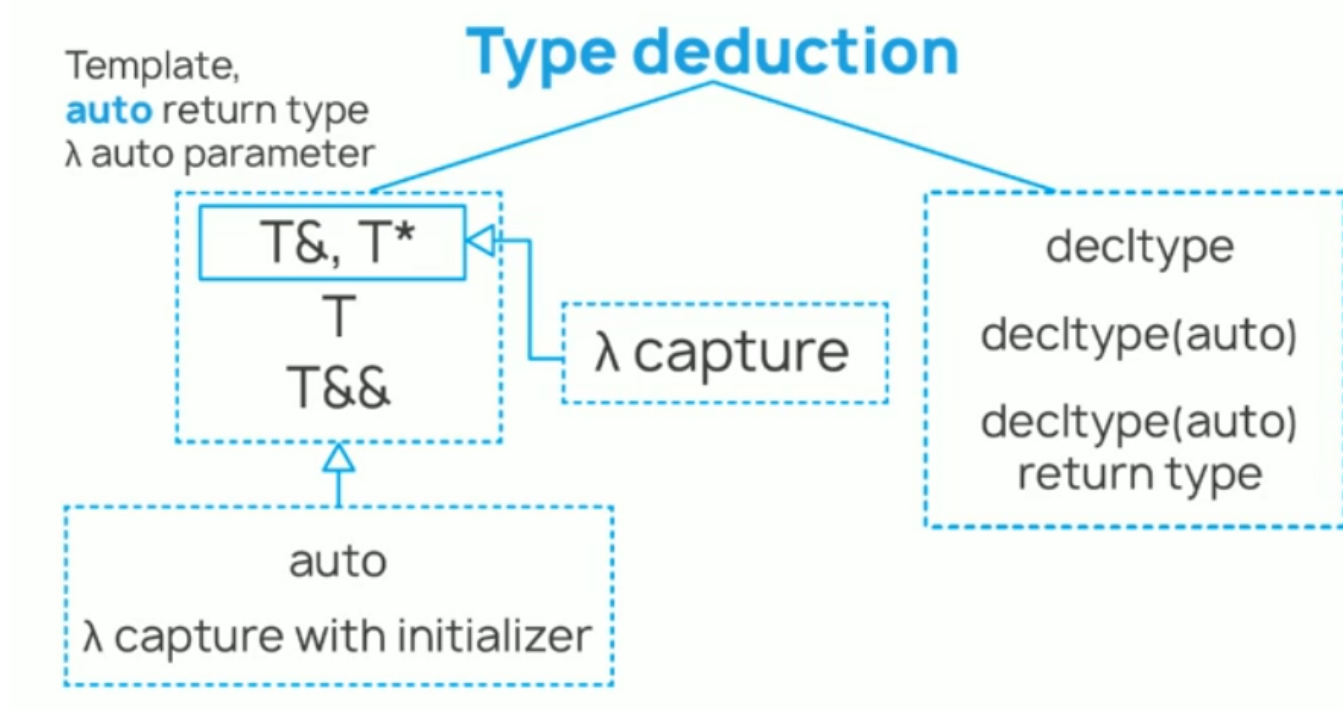 Type deduction
Template,
auto return type
λ auto parameter
T&, T*
T
T&&
λ capture
decltype
decltype(auto)
decltype(auto)
return type
auto
λ capture with initializer